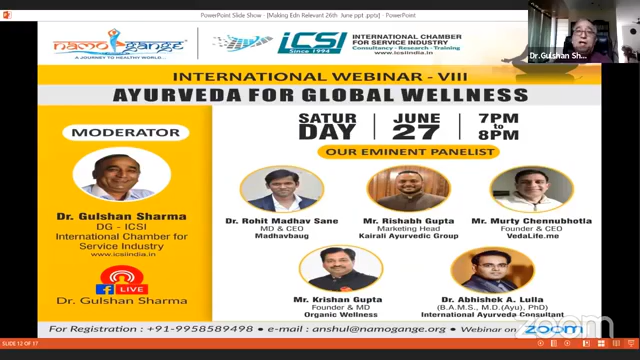 PowerPoint Slide Show - [Making Edn Relevant 26th June ppt .pptx] - PowerPoint
namo gange
A JOURNEY TO HEALTHY WORLD...
iCSI
Since 1994
INTERNATIONAL CHAMBER
FOR SERVICE INDUSTRY
Consultancy - Research - Training
www.icsiindia.in
Dr.Gulshan Sh...
INTERNATIONAL WEBINAR - VIII
AYURVEDA FOR GLOBAL WELLNESS
MODERATOR
Dr. Gulshan Sharma
DG - ICSI
International Chamber for
Service Industry
www.icsiindia.in
f LIVE
Dr. Gulshan Sharma
SATUR
DAY
JUNE
27
7PM
to
8PM
OUR EMINENT PANELIST
Dr. Rohit Madhav Sane
MD & CEO
Madhavbaug
Mr. Rishabh Gupta
Marketing Head
Kairali Ayurvedic Group
Mr. Murty Chennubhotla
Founder & CEO
VedaLife.me
Mr. Krishan Gupta
Founder & MD
Organic Wellness
Dr. Abhishek A. Lulla
(B.A.M.S., M.D.(Ayu), PhD)
International Ayurveda Consultant
For Registration : +91-9958589498 • e-mail : anshul@namogange.org • Webinar on zoom
zoom
SLIDE 12 OF 17